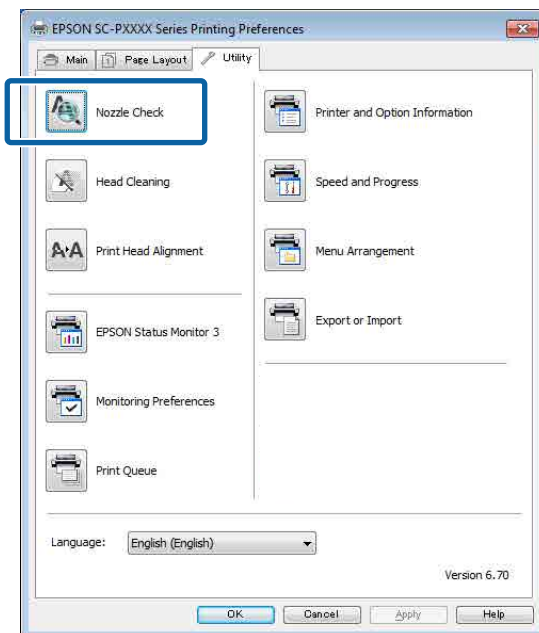 EPSON SC-PXXXX Series Printing Preferences
Main
Page Layout
Utility
Nozzle Check
Head Cleaning
A A
Print Head Alignment
EPSON Status Monitor 3
Monitoring Preferences
Print Queue
Printer and Option Information
Speed and Progress
Menu Arrangement
Export or Import
Language: English (English)
Version 6.70
OK Cancel Apply Help